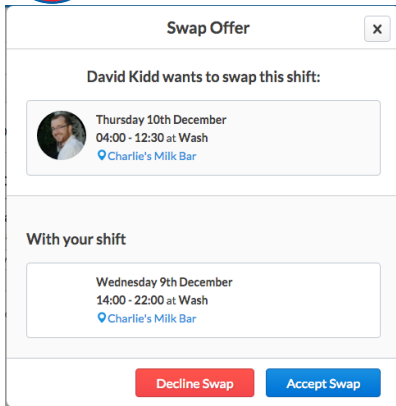 Swap Offer
x
David Kidd wants to swap this shift:
Thursday 10th December
04:00 - 12:30 at Wash
Charlie's Milk Bar
With your shift
Wednesday 9th December
14:00 - 22:00 at Wash
Charlie's Milk Bar
Decline Swap Accept Swap